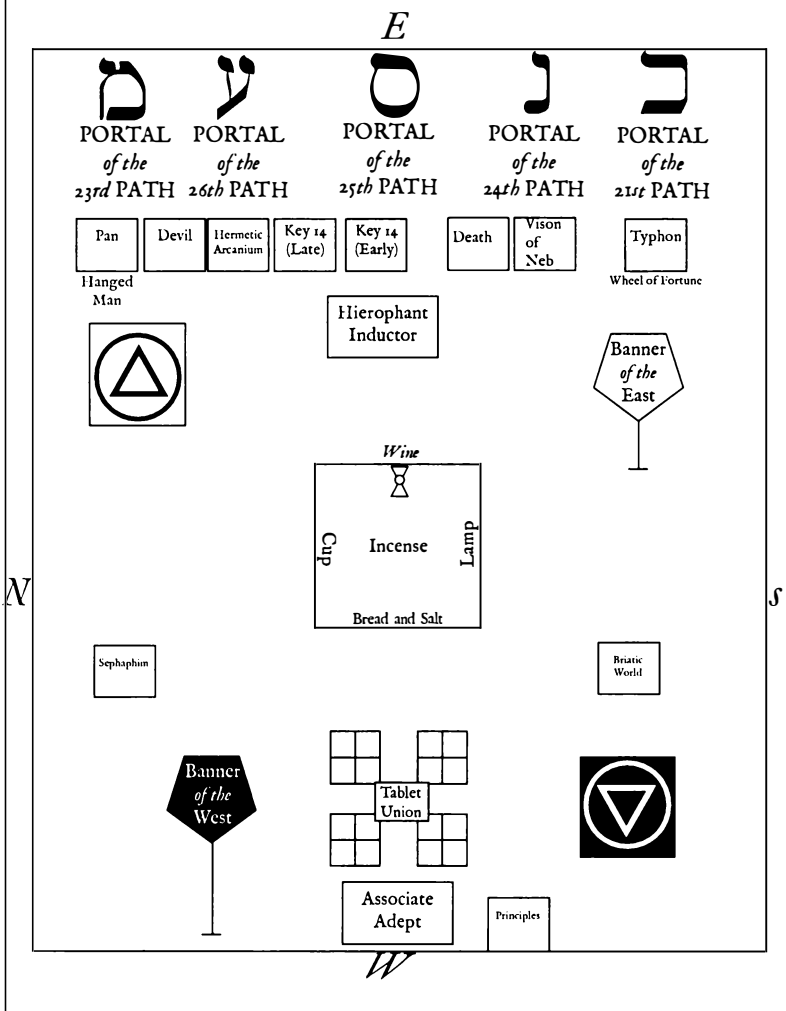 E
מ ע ס נ כ
PORTAL
of the
23rd PATH
PORTAL
of the
26th PATH
PORTAL
of the
25th PATH
PORTAL
of the
24th PATH
PORTAL
of the
21st PATH
Pan
Devil
Hermetic
Arcanium
Key 14
(Late)
Key 14
(Early)
Death
Vison
of
Neb
Typhon
Hanged
Man
Wheel of Fortune
Hierophant
Inductor
Banner
of the
East
Wine
Cup
Incense
Lamp
Bread and Salt
N
s
Sephaphim
Briatic
World
Banner
of the
West
Tablet
Union
Associate
Adept
Principles
W